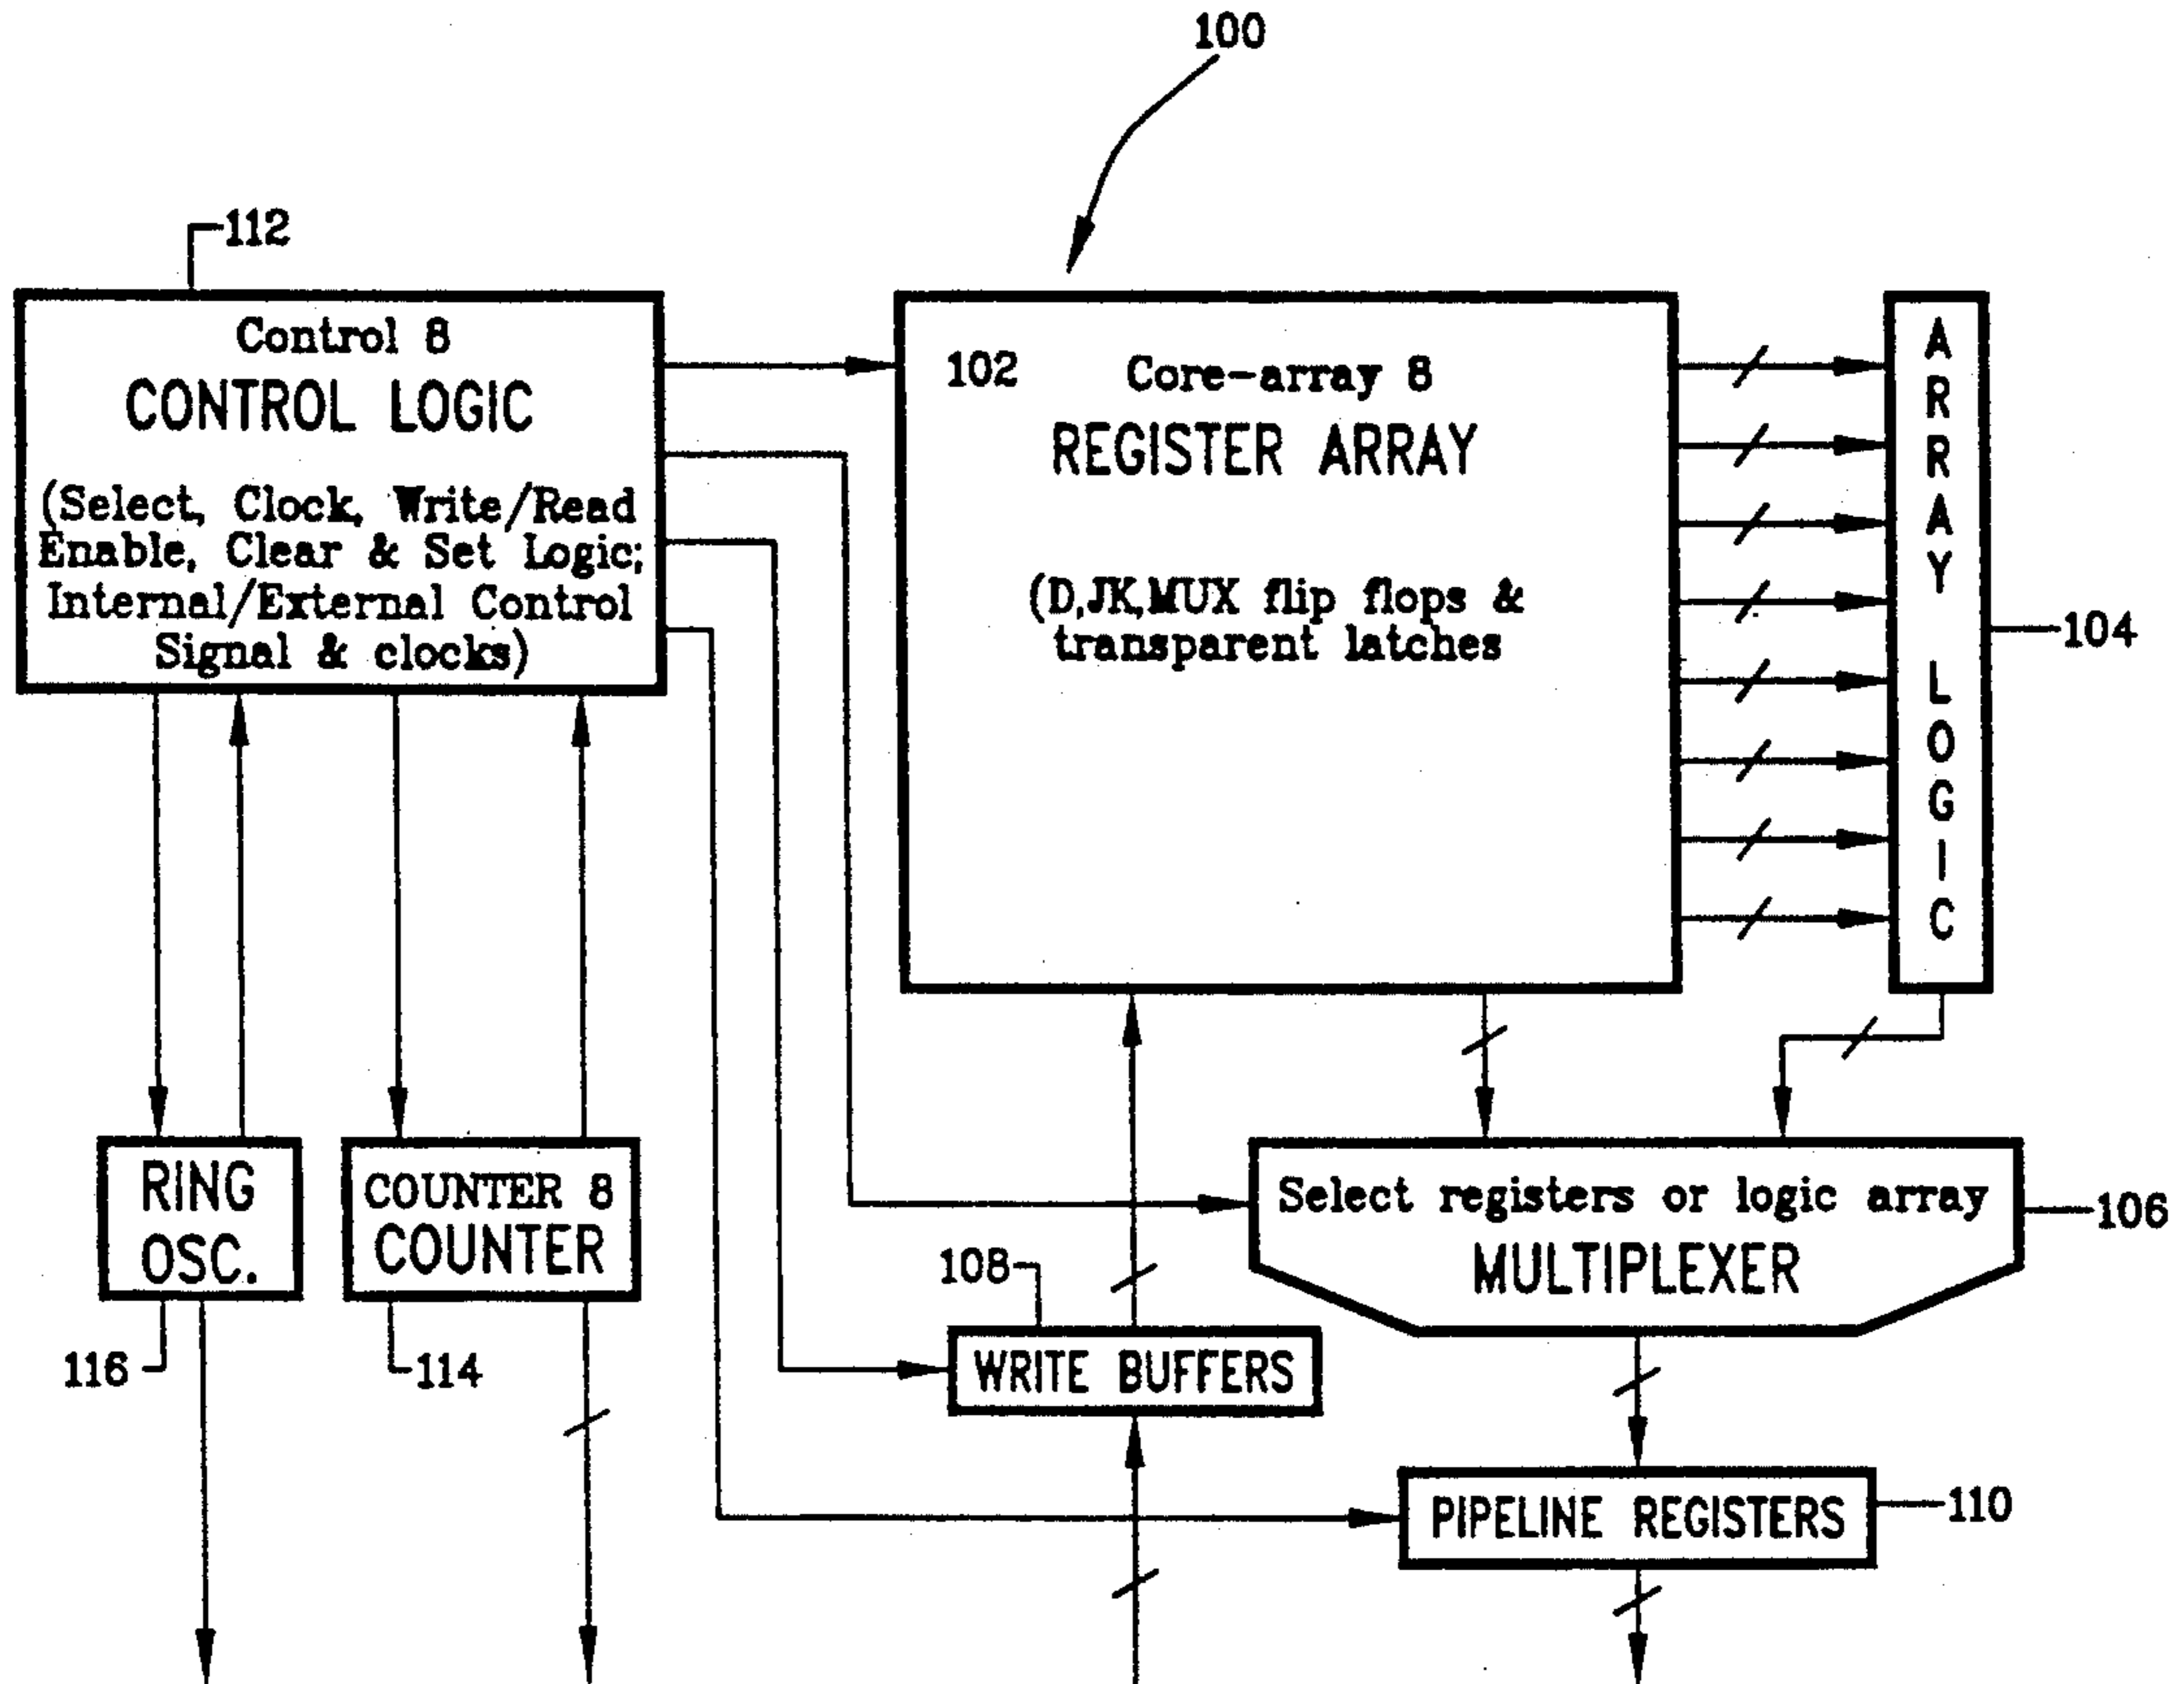 100
112
Control 8
CONTROL LOGIC
(Select, Clock, Write/Read
Enable, Clear & Set Logic;
Internal/External Control
Signal & clocks)
102
Core-array 8
REGISTER ARRAY
(D,JK,MUX flip flops &
transparent latches
ARRAY LOGIC
104
RING
OSC.
116
COUNTER 8
COUNTER
114
Select registers or logic array
MULTIPLEXER
106
108
WRITE BUFFERS
PIPELINE REGISTERS
110